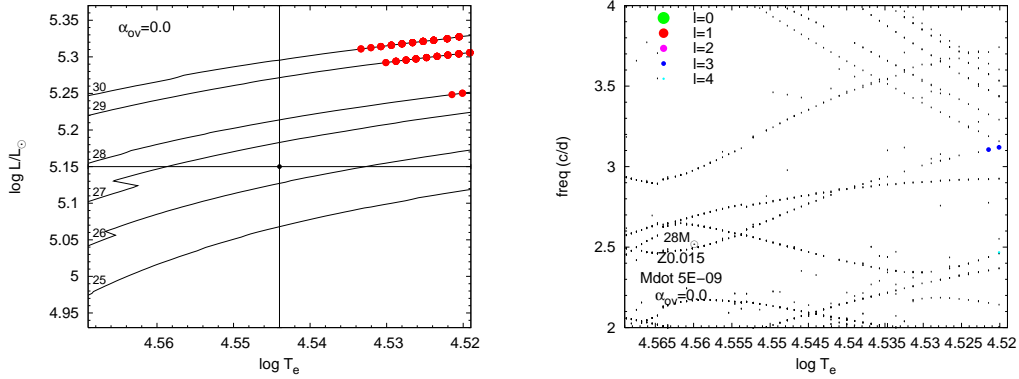 α_ov=0.0
5.37
5.3
5.25
5.2
5.15
5.1
5.05
5
4.95
log L/L☉
30
29
28
27
26
25
4.56 4.55 4.54 4.53 4.52
log T_e
l=0
l=1
l=2
l=3
l=4
4
3.5
3
2.5
2
freq (c/d)
28M☉
Z0.015
Mdot 5E-09
α_ov=0.0
4.565 4.56 4.555 4.55 4.545 4.54 4.535 4.53 4.525 4.52
log T_e